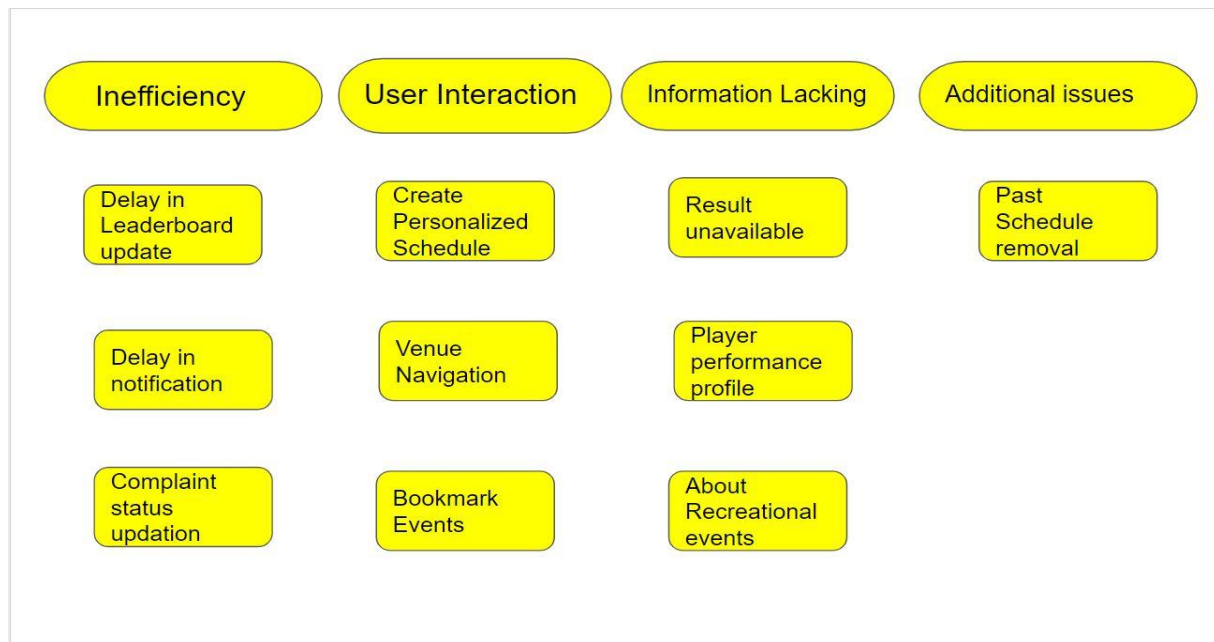 Inefficiency
User Interaction
Information Lacking
Additional issues
Delay in
Leaderboard
update
Create
Personalized
Schedule
Result
unavailable
Past
Schedule
removal
Delay in
notification
Venue
Navigation
Player
performance
profile
Complaint
status
updation
Bookmark
Events
About
Recreational
events